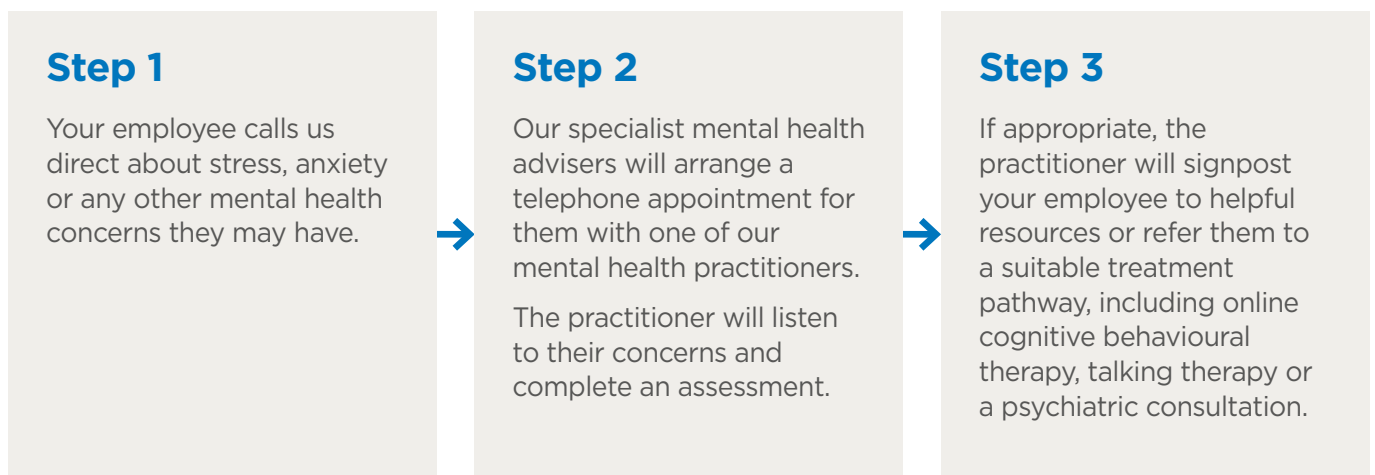 Step 1
Your employee calls us
direct about stress, anxiety
or any other mental health
concerns they may have.
Step 2
Our specialist mental health
advisers will arrange a
telephone appointment for
them with one of our
mental health practitioners.
The practitioner will listen
to their concerns and
complete an assessment.
Step 3
If appropriate, the
practitioner will signpost
your employee to helpful
resources or refer them to
a suitable treatment
pathway, including online
cognitive behavioural
therapy, talking therapy or
a psychiatric consultation.